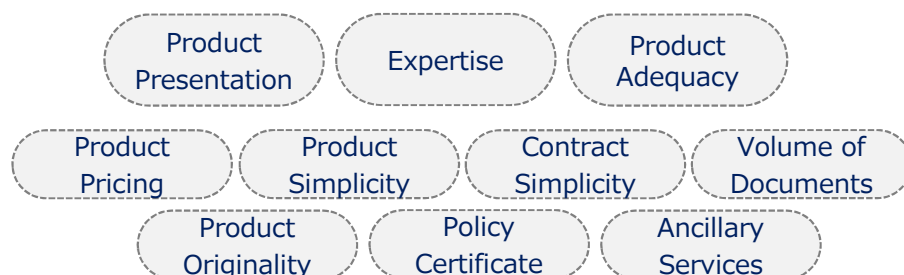 Product
Presentation
Expertise
Product
Adequacy
Product
Pricing
Product
Simplicity
Contract
Simplicity
Volume of
Documents
Product
Originality
Policy
Certificate
Ancillary
Services